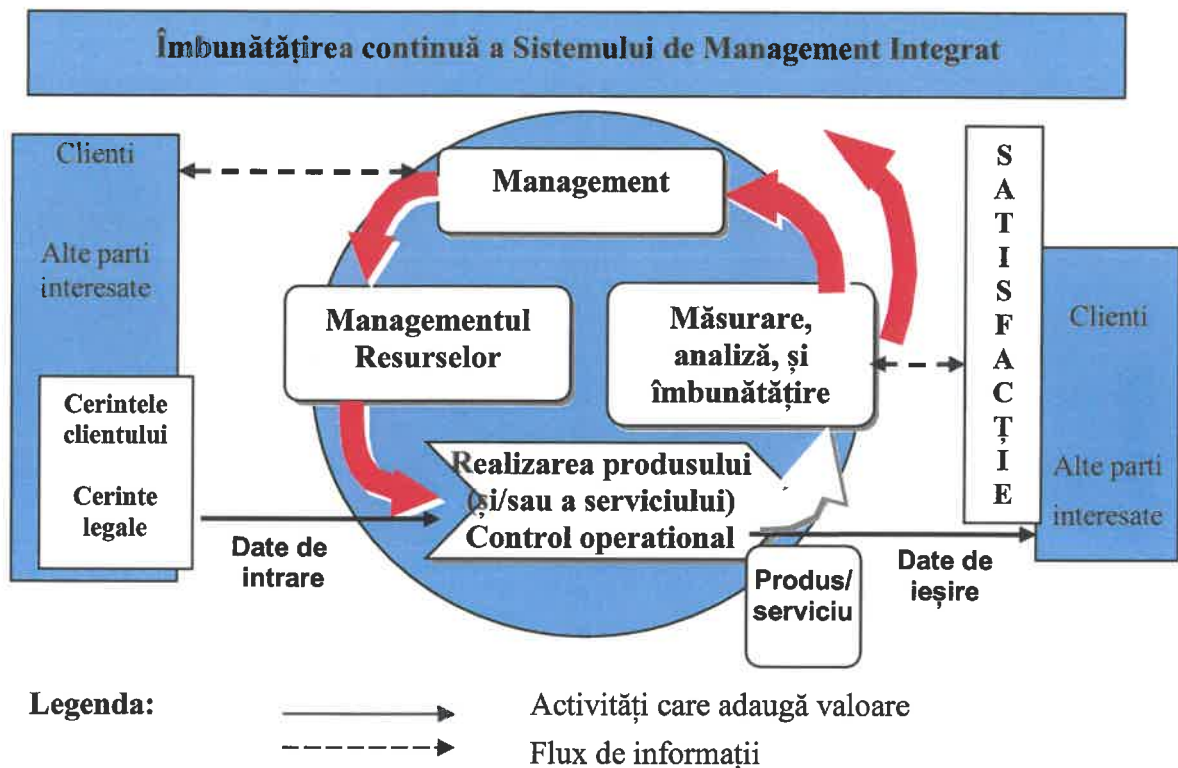 Îmbunătățirea continuă a Sistemului de Management Integrat
Clienti
Alte parti
interesate
Cerintele
clientului
Cerinte
legale
Management
Managementul
Resurselor
Măsurare,
analiză, și
îmbunătățire
Realizarea produsului
(și/sau a serviciului)
Control operational
Date de
intrare
Produs/
serviciu
Date de
ieșire
SATISFACȚIE
Clienti
Alte parti
interesate
Legenda:
Activități care adaugă valoare
Flux de informații